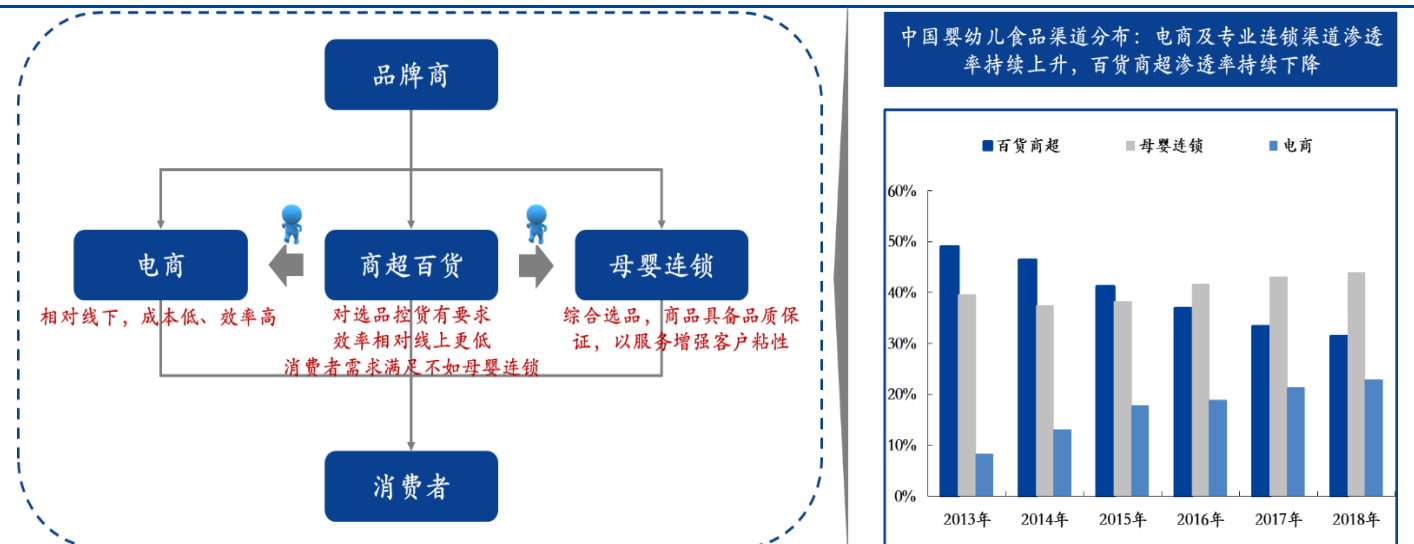 品牌商
电商
商超百货
母婴连锁
相对线下，成本低、效率高
对选品控货有要求
效率相对线上更低
消费者需求满足不如母婴连锁
综合选品，商品具备品质保
证，以服务增强客户粘性
消费者
中国婴幼儿食品渠道分布：电商及专业连锁渠道渗透
率持续上升，百货商超渗透率持续下降
百货商超
母婴连锁
电商
60%
50%
40%
30%
20%
10%
0%
2013年
2014年
2015年
2016年
2017年
2018年